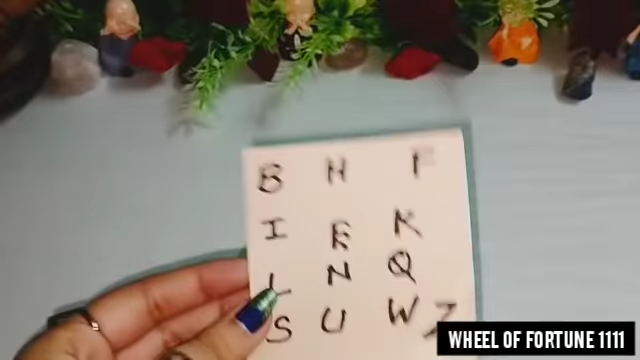 B H F
I E K
L N Q
S U W Z
WHEEL OF FORTUNE 1111